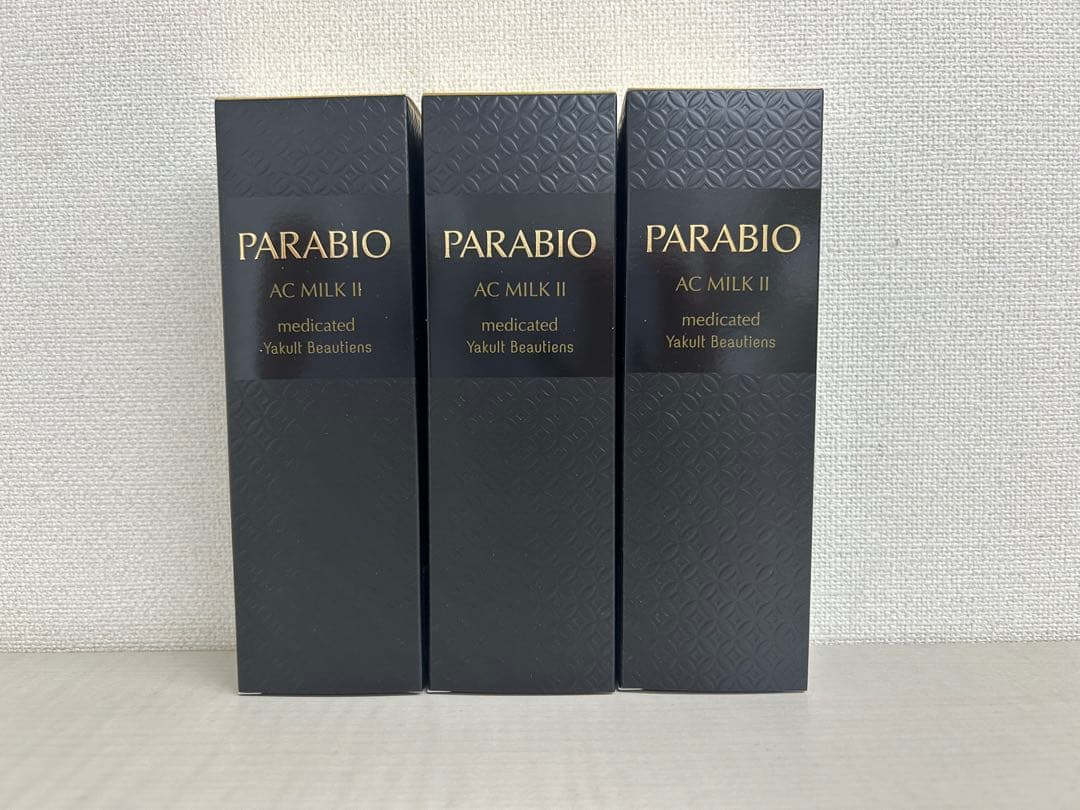 PARABIO
AC MILK II
medicated
Yakult Beautiens
PARABIO
AC MILK II
medicated
Yakult Beautiens
PARABIO
AC MILK II
medicated
Yakult Beautiens